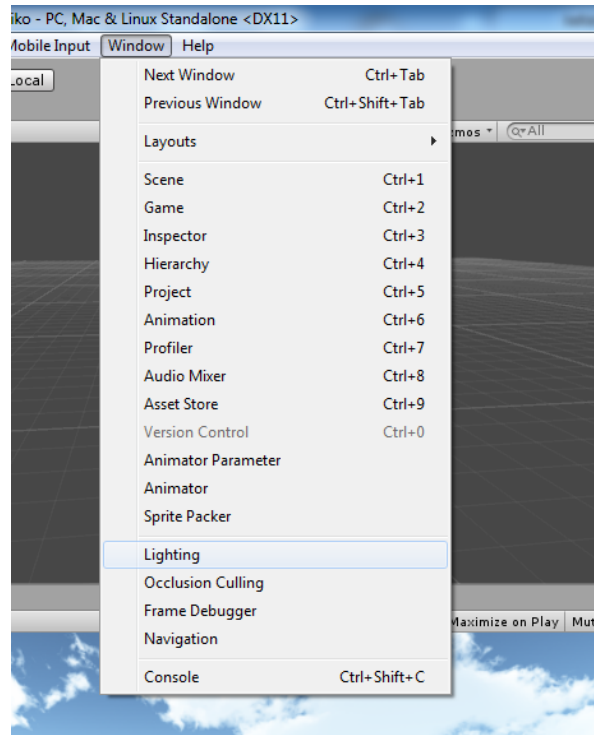 iko - PC, Mac & Linux Standalone <DX11>
Mobile Input Window Help
Local
Next Window Ctrl+Tab
Previous Window Ctrl+Shift+Tab
Layouts
zmos All
Scene Ctrl+1
Game Ctrl+2
Inspector Ctrl+3
Hierarchy Ctrl+4
Project Ctrl+5
Animation Ctrl+6
Profiler Ctrl+7
Audio Mixer Ctrl+8
Asset Store Ctrl+9
Version Control Ctrl+0
Animator Parameter
Animator
Sprite Packer
Lighting
Occlusion Culling
Frame Debugger
Maximize on Play Mut
Navigation
Console Ctrl+Shift+C